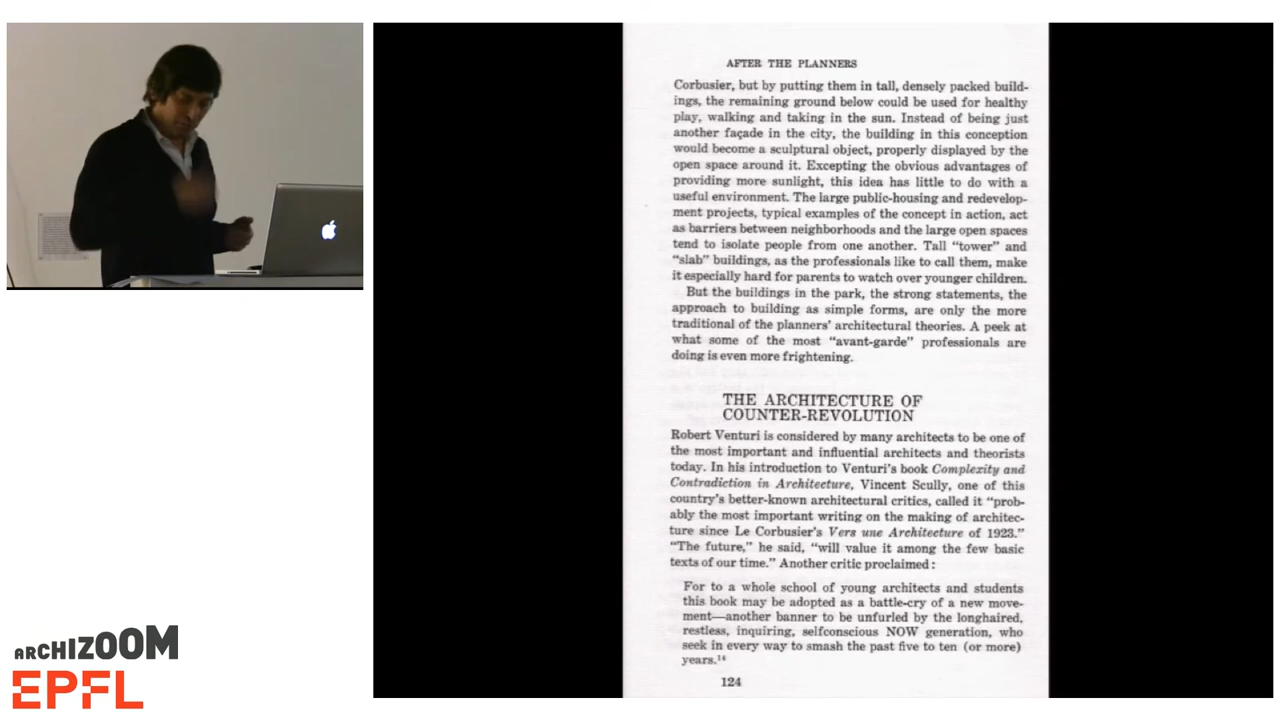 AFTER THE PLANNERS
Corbusier, but by putting them in tall, densely packed build-
ings, the remaining ground below could be used for healthy
play, walking and taking in the sun. Instead of being just
another façade in the city, the building in this conception
would become a sculptural object, properly displayed by the
open space around it. Excepting the obvious advantages of
providing more sunlight, this idea has little to do with a
useful environment. The large public-housing and redevelop-
ment projects, typical examples of the concept in action, act
as barriers between neighborhoods and the large open spaces
tend to isolate people from one another. Tall “tower” and
“slab” buildings, as the professionals like to call them, make
it especially hard for parents to watch over younger children.
But the buildings in the park, the strong statements, the
approach to building as simple forms, are only the more
traditional of the planners’ architectural theories. A peek at
what some of the most “avant-garde” professionals are
doing is even more frightening.
THE ARCHITECTURE OF
COUNTER-REVOLUTION
Robert Venturi is considered by many architects to be one of
the most important and influential architects and theorists
today. In his introduction to Venturi’s book Complexity and
Contradiction in Architecture, Vincent Scully, one of this
country’s better-known architectural critics, called it “prob-
ably the most important writing on the making of architec-
ture since Le Corbusier’s Vers une Architecture of 1923.”
“The future,” he said, “will value it among the few basic
texts of our time.” Another critic proclaimed:
For to a whole school of young architects and students
this book may be adopted as a battle-cry of a new move-
ment—another banner to be unfurled by the longhaired,
restless, inquiring, selfconscious NOW generation, who
seek in every way to smash the past five to ten (or more)
years.14
124
ARCHIZOOM
EPFL